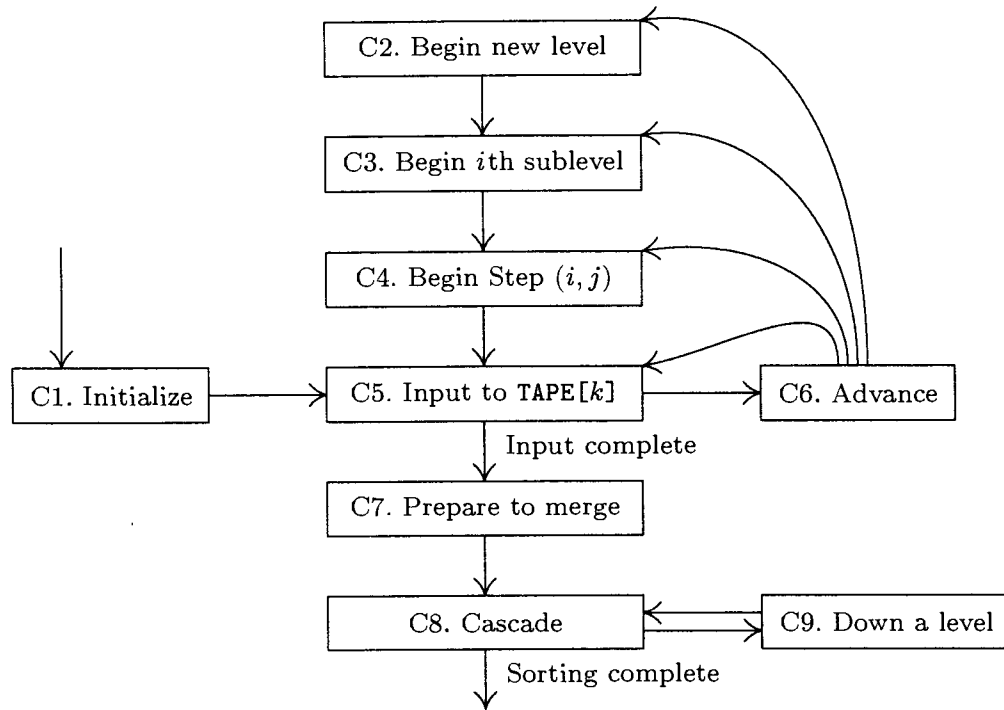 C2. Begin new level
C3. Begin ith sublevel
C4. Begin Step (i, j)
C1. Initialize
C5. Input to TAPE[k]
C6. Advance
Input complete
C7. Prepare to merge
C8. Cascade
C9. Down a level
Sorting complete